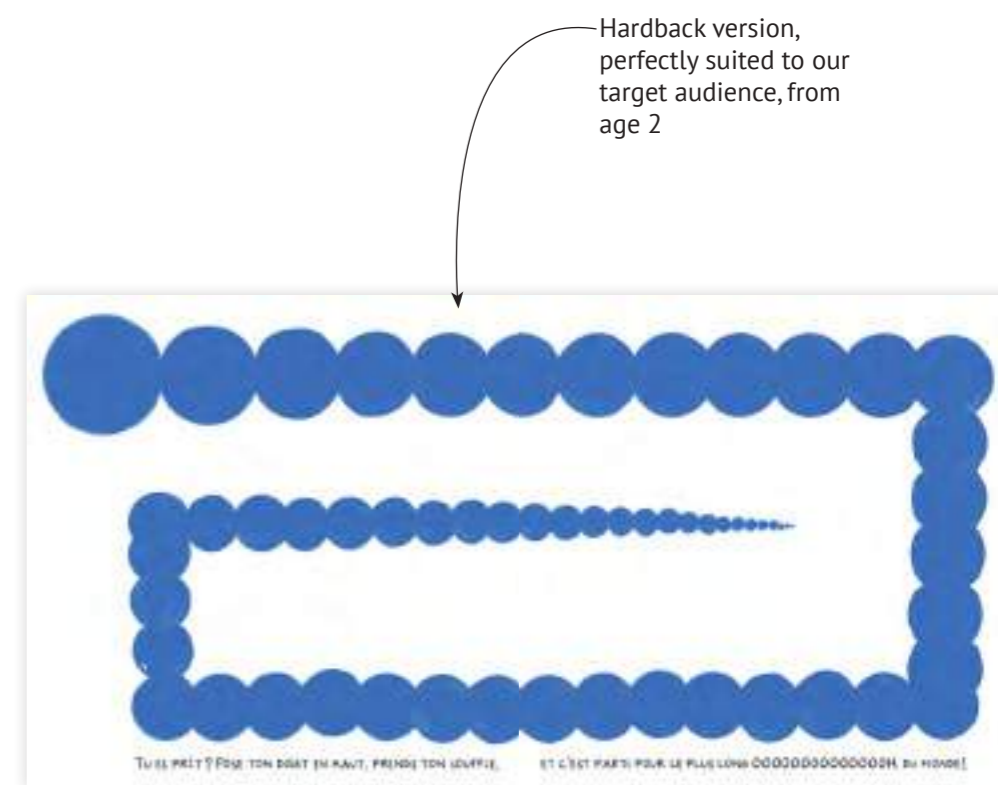 Hardback version,
perfectly suited to our
target audience, from
age 2
TU ES PRÊT ? POSE TON DOIGT EN HAUT, PRENDS TON SOUFFLE,
ET C'EST PARTI POUR LE PLUS LONG OOOOOOOOOOOOOOOH, DU MONDE!